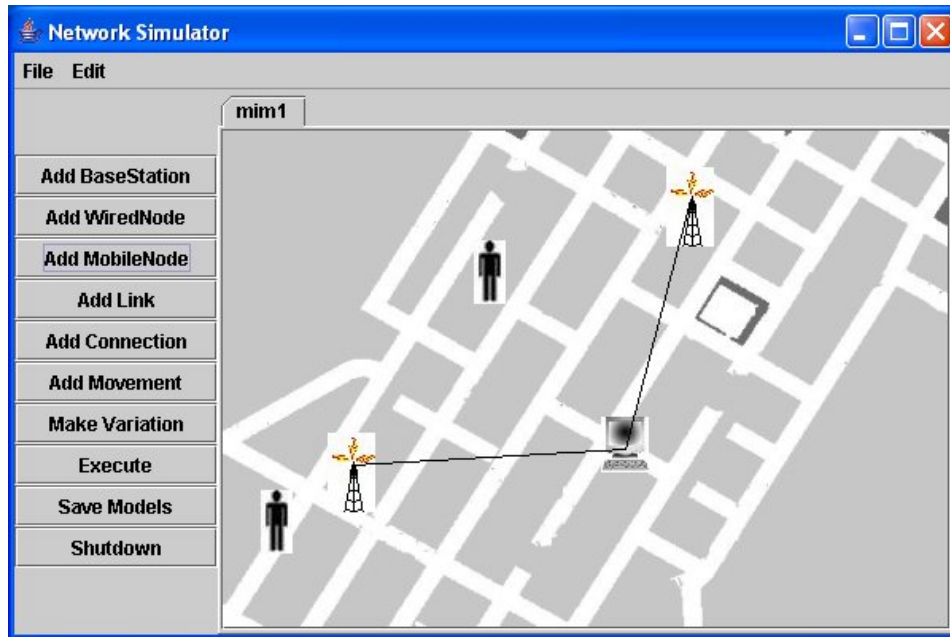 Network Simulator
File Edit
mim1
Add BaseStation
Add WiredNode
Add MobileNode
Add Link
Add Connection
Add Movement
Make Variation
Execute
Save Models
Shutdown